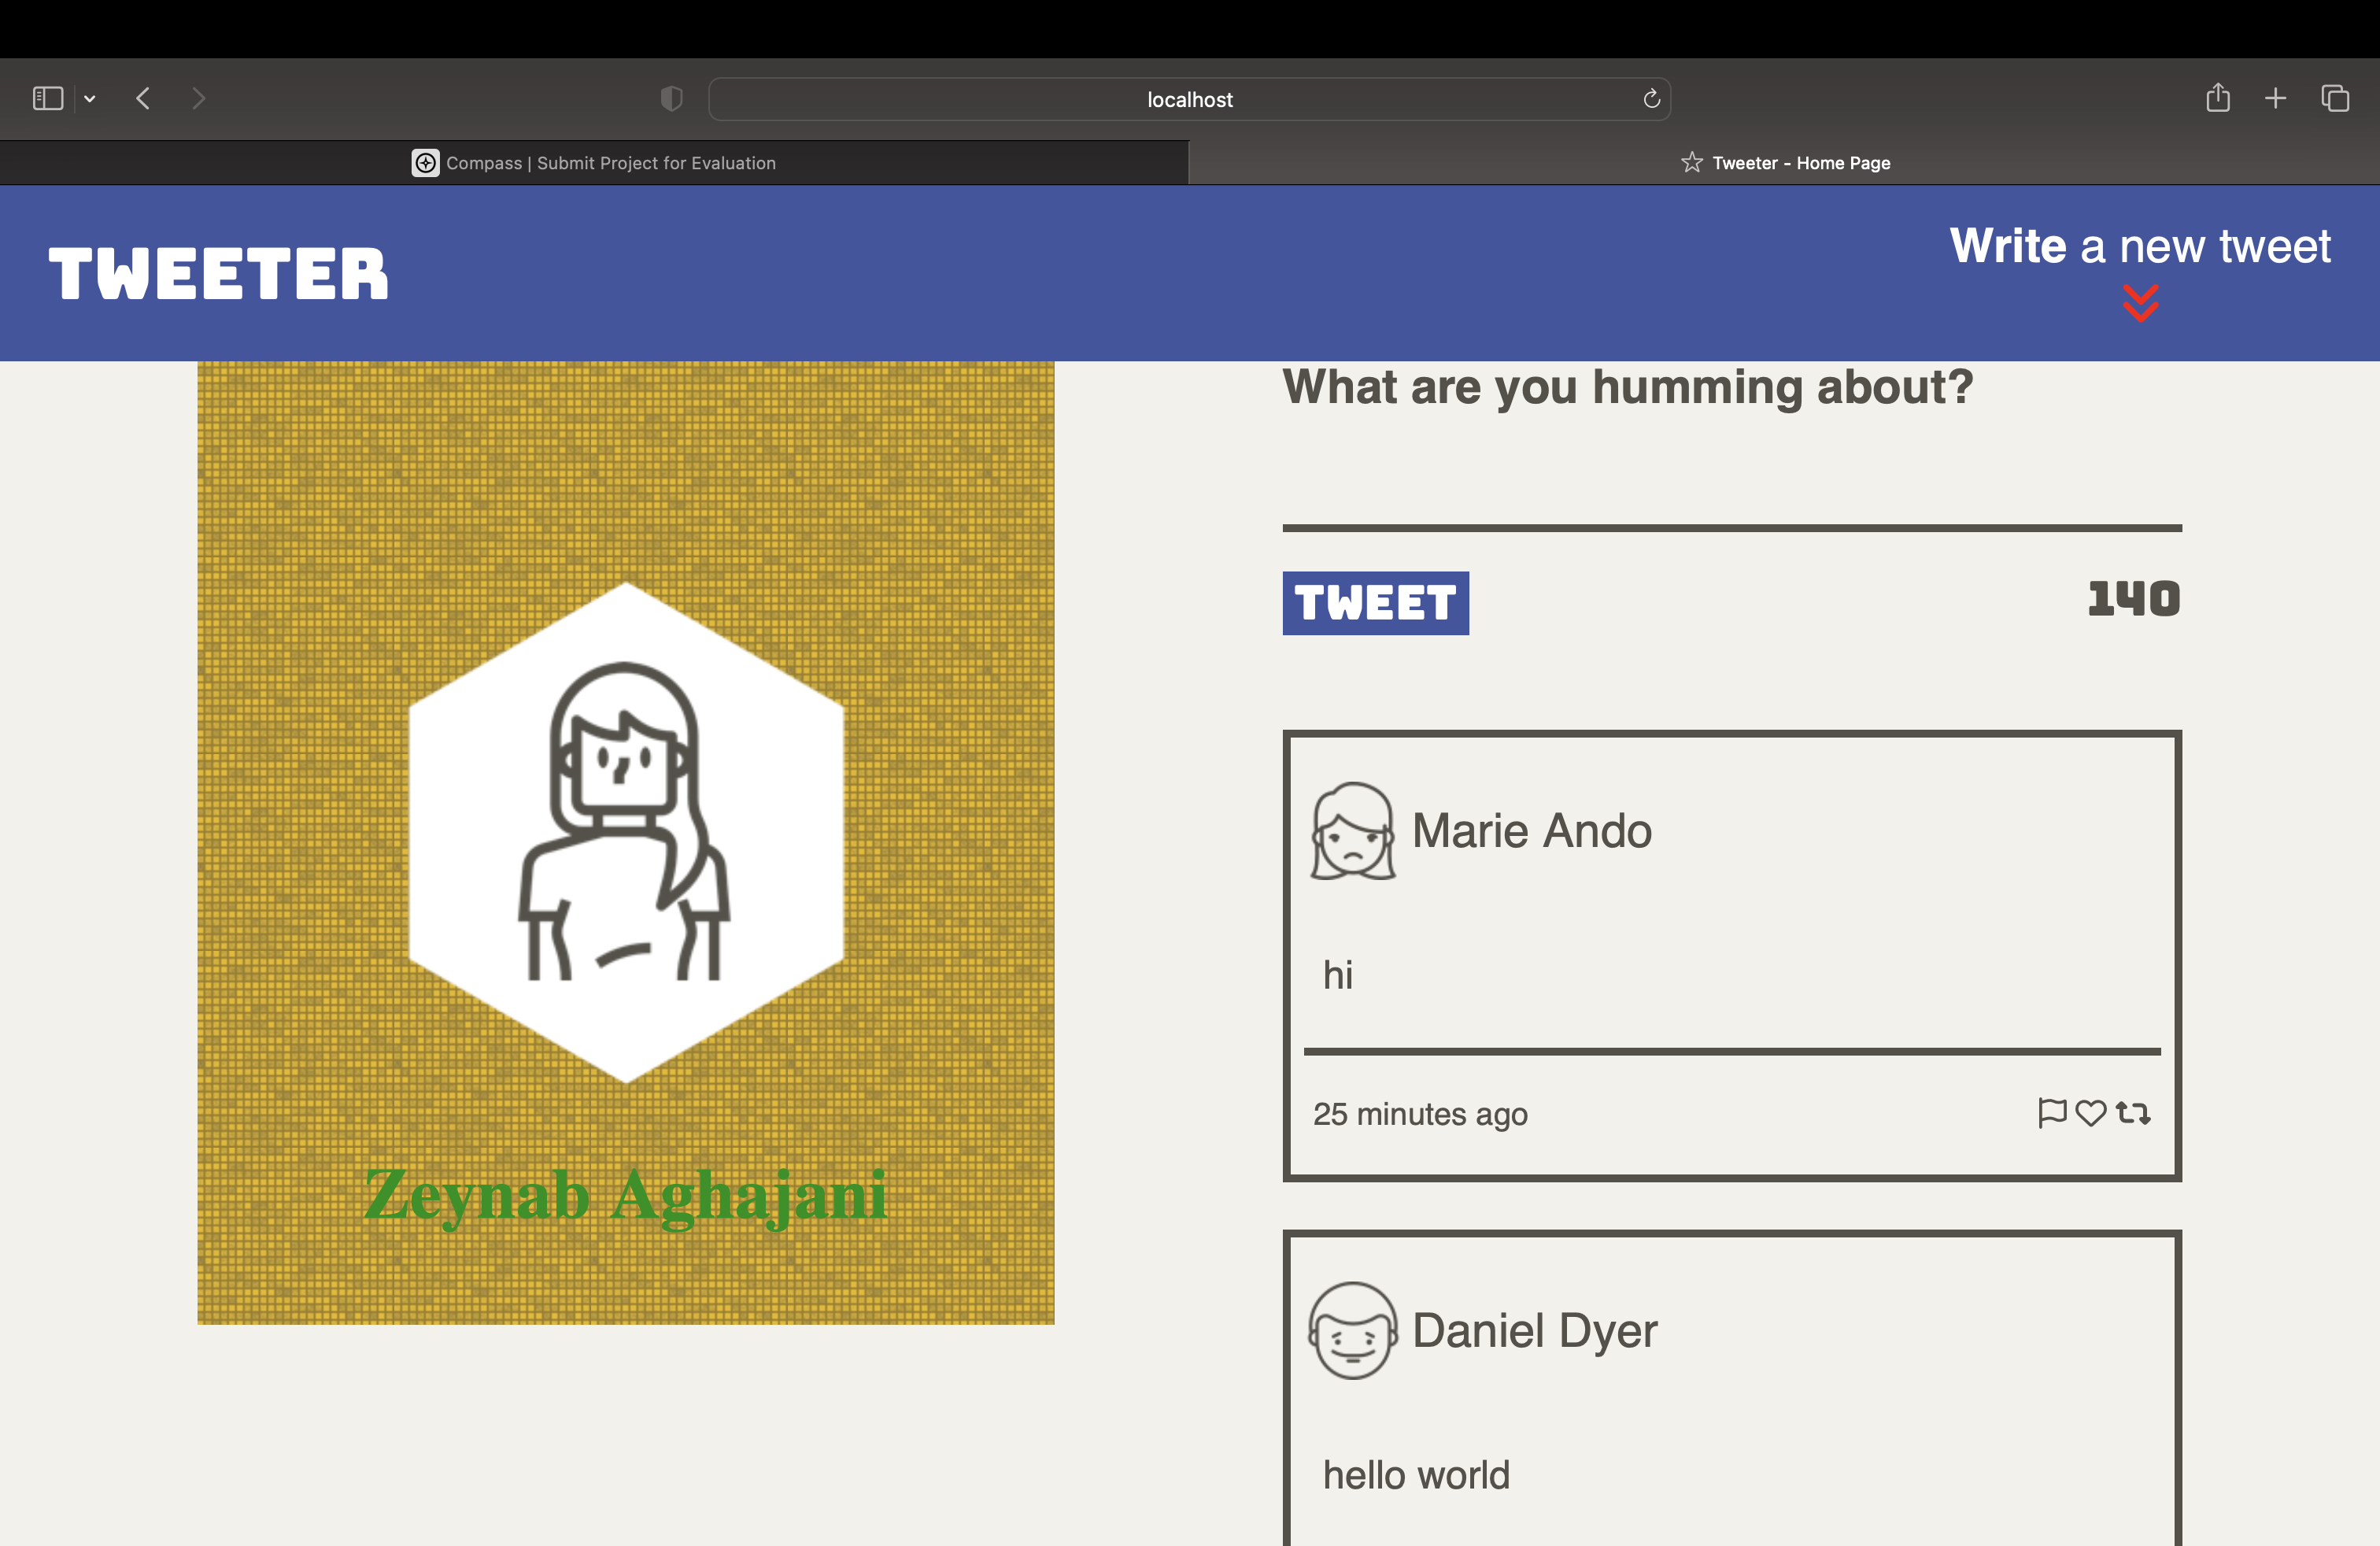 localhost
Compass | Submit Project for Evaluation
Tweeter - Home Page
TWEETER
Write a new tweet
What are you humming about?
TWEET
140
Marie Ando
hi
25 minutes ago
Zeynab Aghajani
Daniel Dyer
hello world